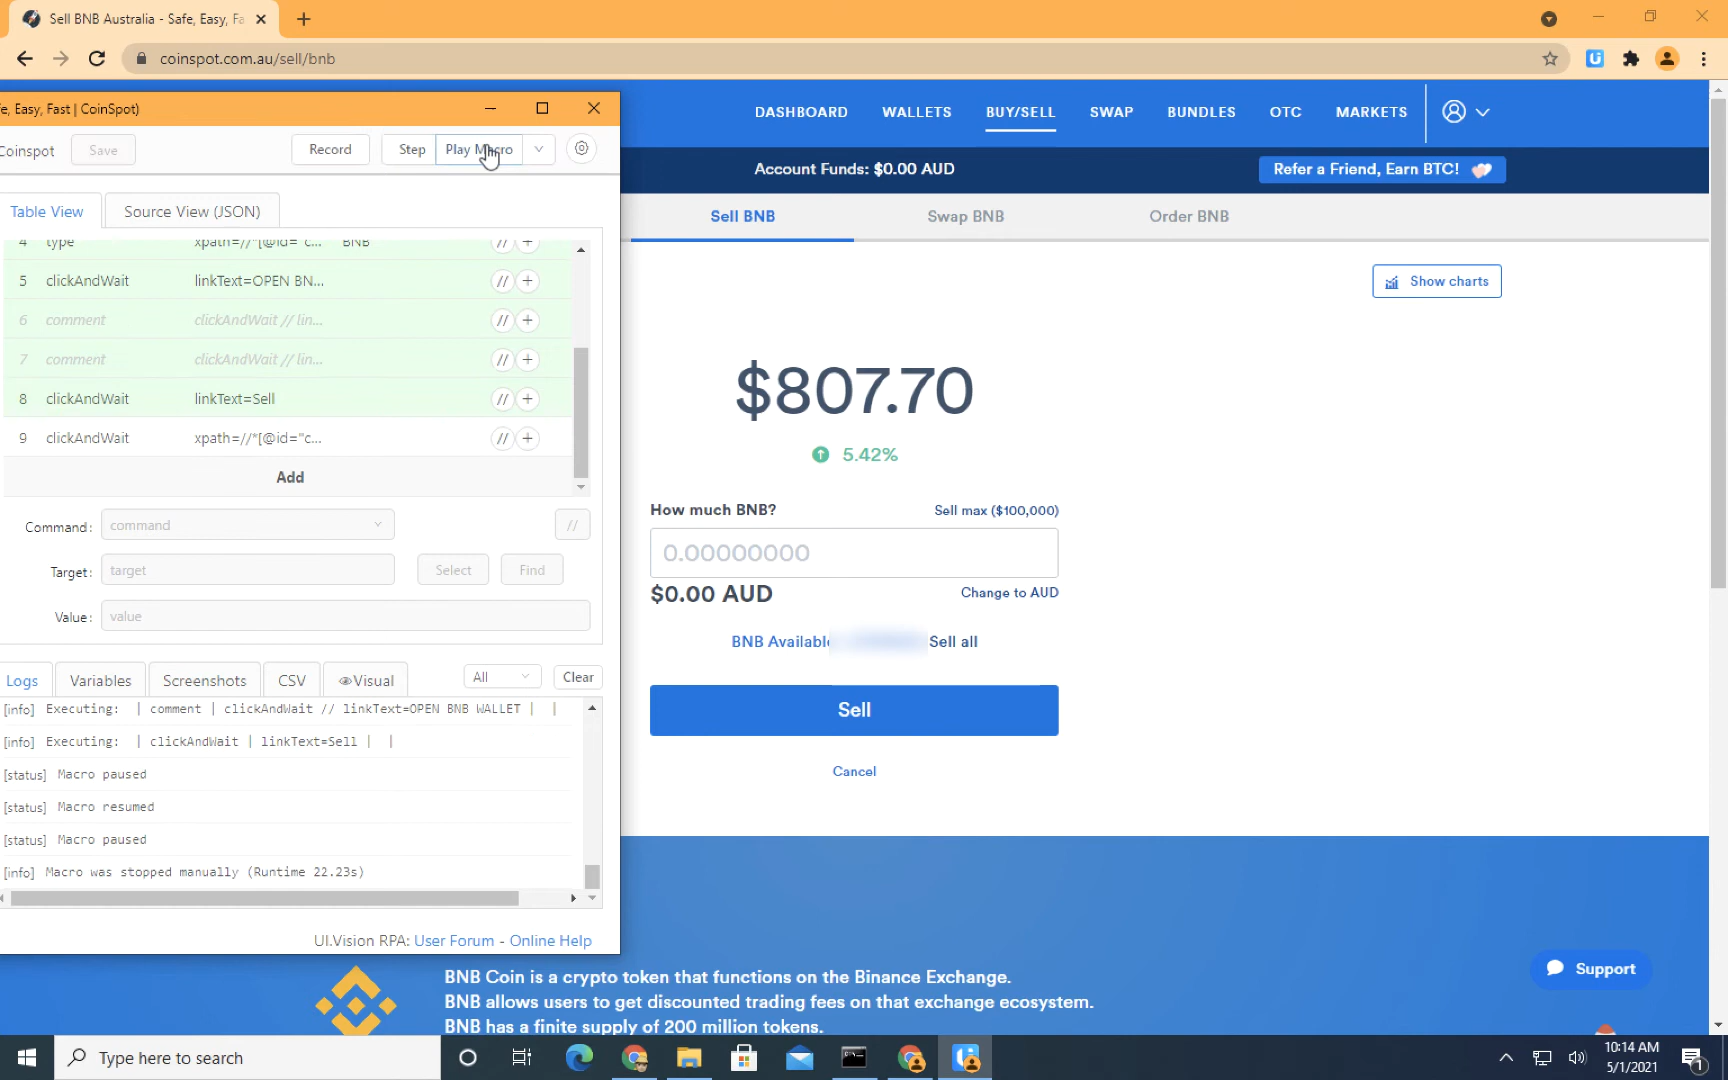 Sell BNB Australia - Safe, Easy, Fa
coinspot.com.au/sell/bnb
fe, Easy, Fast | CoinSpot)
Coinspot Save Record Step Play Macro
Table View Source View (JSON)
4 type xpath=//*[@id="c... BNB // +
5 clickAndWait linkText=OPEN BN... // +
6 comment clickAndWait // lin... // +
7 comment clickAndWait // lin... // +
8 clickAndWait linkText=Sell // +
9 clickAndWait xpath=//*[@id="c... // +
Add
Command: command //
Target: target Select Find
Value: value
Logs Variables Screenshots CSV Visual All Clear
[info] Executing: | comment | clickAndWait // linkText=OPEN BNB WALLET | |
[info] Executing: | clickAndWait | linkText=Sell | |
[status] Macro paused
[status] Macro resumed
[status] Macro paused
[info] Macro was stopped manually (Runtime 22.23s)
UI.Vision RPA: User Forum - Online Help
DASHBOARD WALLETS BUY/SELL SWAP BUNDLES OTC MARKETS
Account Funds: $0.00 AUD
Refer a Friend, Earn BTC!
Sell BNB Swap BNB Order BNB
Show charts
$807.70
5.42%
How much BNB? Sell max ($100,000)
0.00000000
$0.00 AUD Change to AUD
BNB Available Sell all
Sell
Cancel
BNB Coin is a crypto token that functions on the Binance Exchange.
BNB allows users to get discounted trading fees on that exchange ecosystem.
BNB has a finite supply of 200 million tokens.
Support
Type here to search
10:14 AM
5/1/2021
1